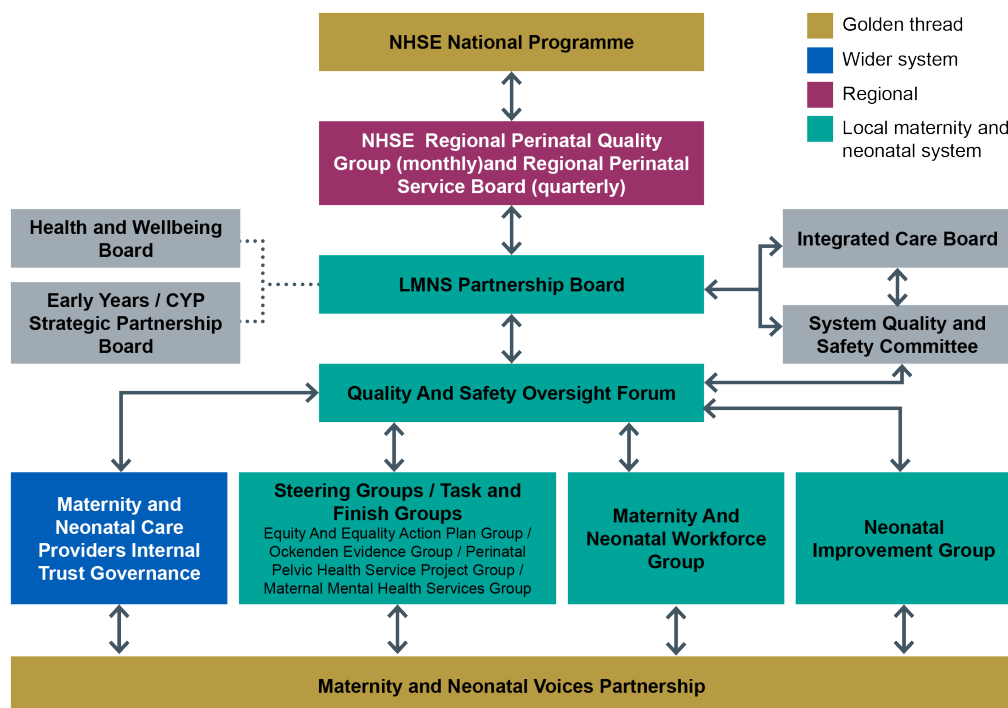 NHSE National Programme
Golden thread
Wider system
Regional
Local maternity and
neonatal system
NHSE  Regional Perinatal Quality
Group (monthly)and Regional Perinatal
Service Board (quarterly)
Health and Wellbeing
Board
Early Years / CYP
Strategic Partnership
Board
LMNS Partnership Board
Integrated Care Board
System Quality and
Safety Committee
Quality And Safety Oversight Forum
Maternity and
Neonatal Care
Providers Internal
Trust Governance
Steering Groups / Task and
Finish Groups
Equity And Equality Action Plan Group /
Ockenden Evidence Group / Perinatal
Pelvic Health Service Project Group /
Maternal Mental Health Services Group
Maternity And
Neonatal Workforce
Group
Neonatal
Improvement Group
Maternity and Neonatal Voices Partnership